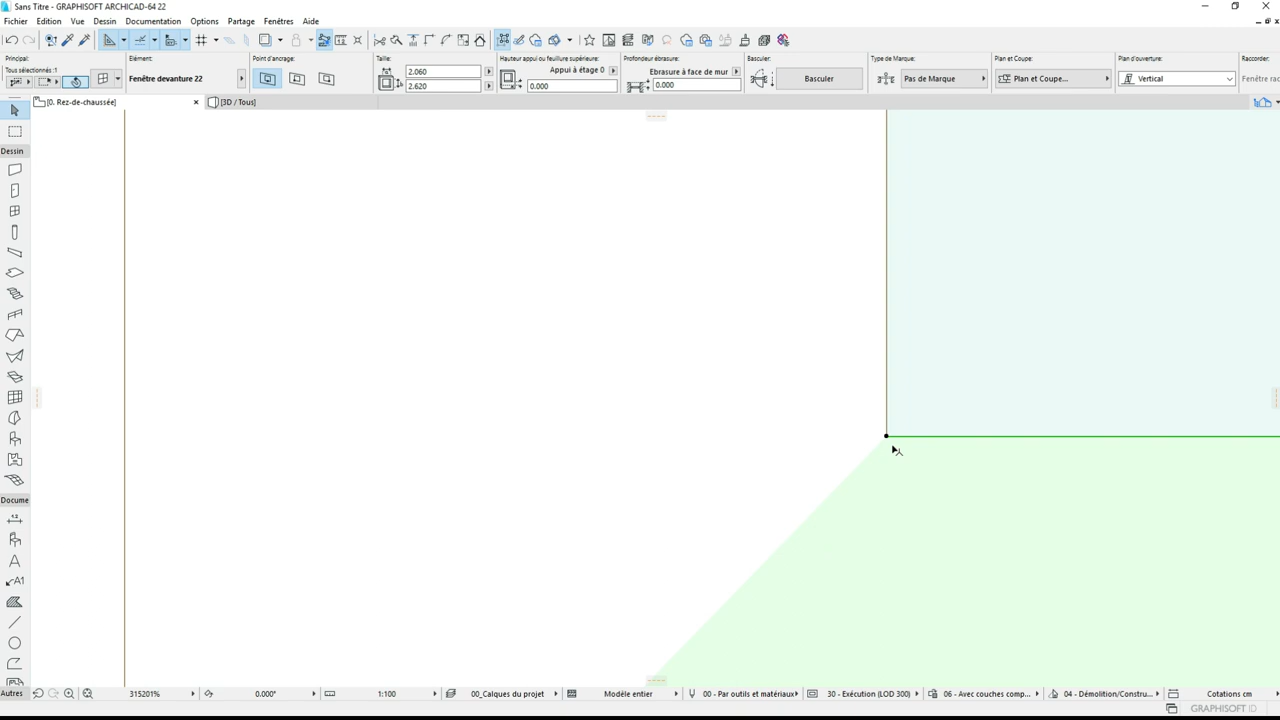 Sans Titre - GRAPHISOFT ARCHICAD-64 22
Fichier Edition Vue Dessin Documentation Options Partage Fenêtres Aide
Principal: Elément: Point d'ancrage: Taille: Hauteur appui ou feuillure supérieure: Profondeur ébrasure: Basculer: Type de Marque: Plan et Coupe: Plan d'ouverture: Raccorder:
Tous sélectionnés :1
Fenêtre devanture 22
2.060
2.620
Appui à étage 0
0.000
Ebrasure à face de mur
0.000
Basculer
Pas de Marque
Plan et Coupe...
Vertical
Fenêtre rac
[0. Rez-de-chaussée] [3D / Tous]
Dessin
Docume
1.2
A
A1
Autres 315201% 0.000° 1:100 00_Calques du projet Modèle entier 00 - Par outils et matériaux 30 - Exécution (LOD 300) 06 - Avec couches comp... 04 - Démolition/Constru... Cotations cm
GRAPHISOFT ID